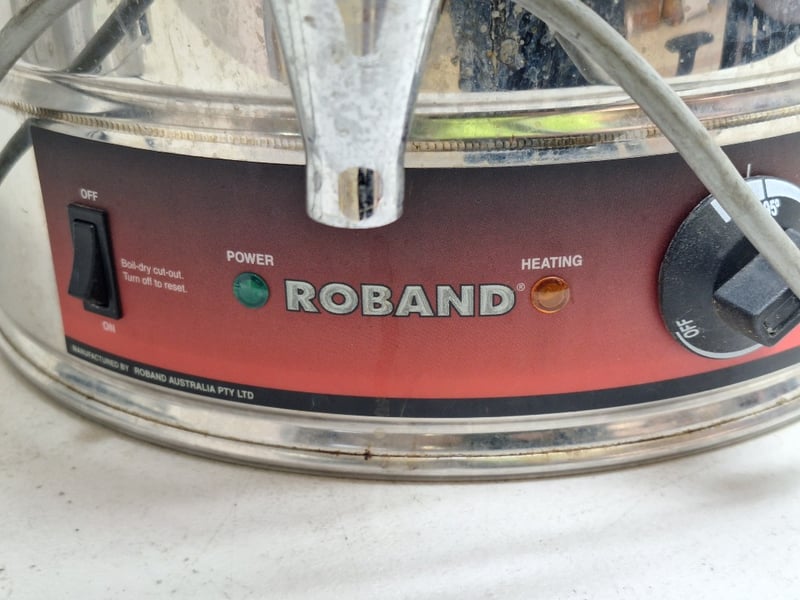 OFF
Boil-dry cut-out.
Turn off to reset.
ON
POWER
ROBAND®
HEATING
95°
OFF
MANUFACTURED BY ROBAND AUSTRALIA PTY LTD